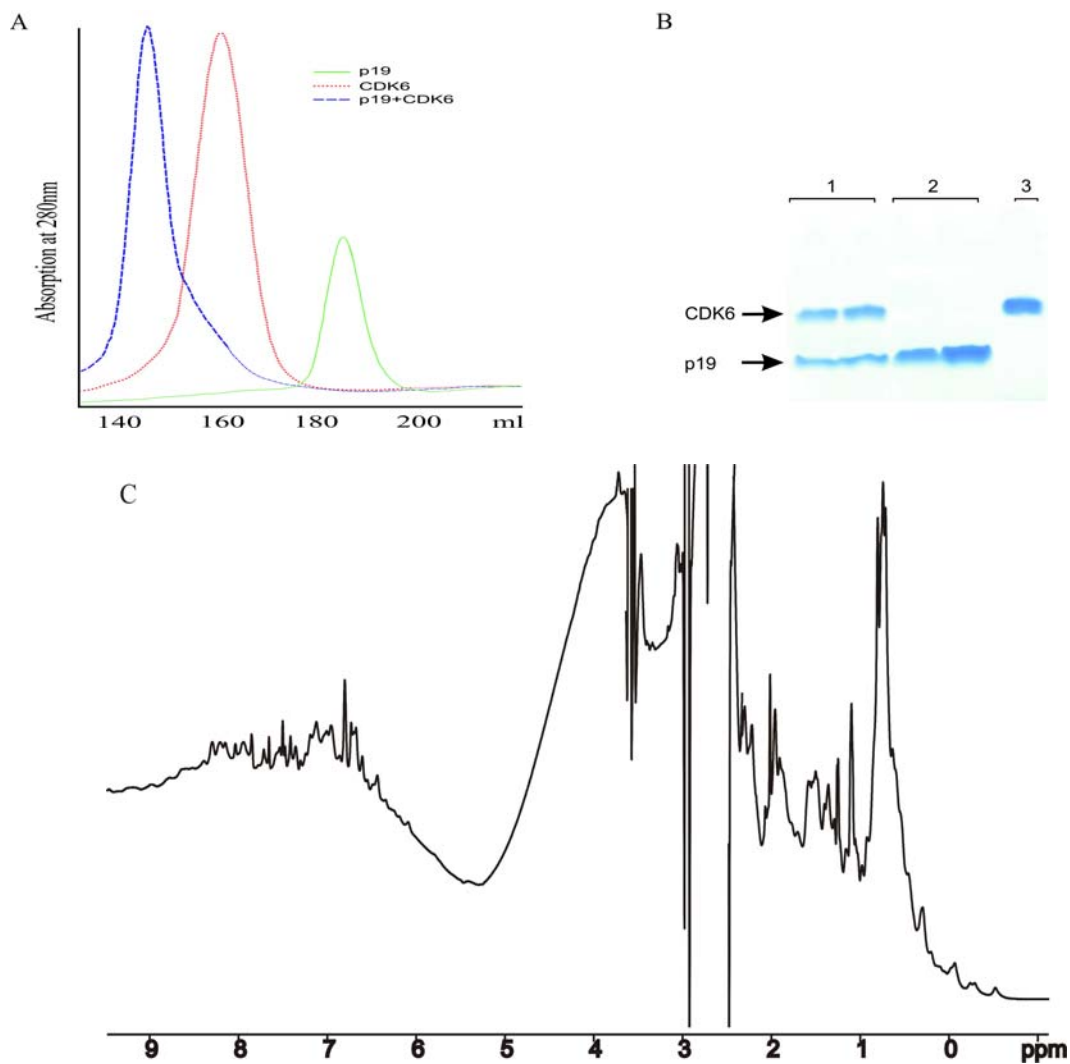 A
p19
CDK6
p19+CDK6
Absorption at 280nm
140 160 180 200 ml
B
1 2 3
CDK6
p19
C
9 8 7 6 5 4 3 2 1 0 ppm